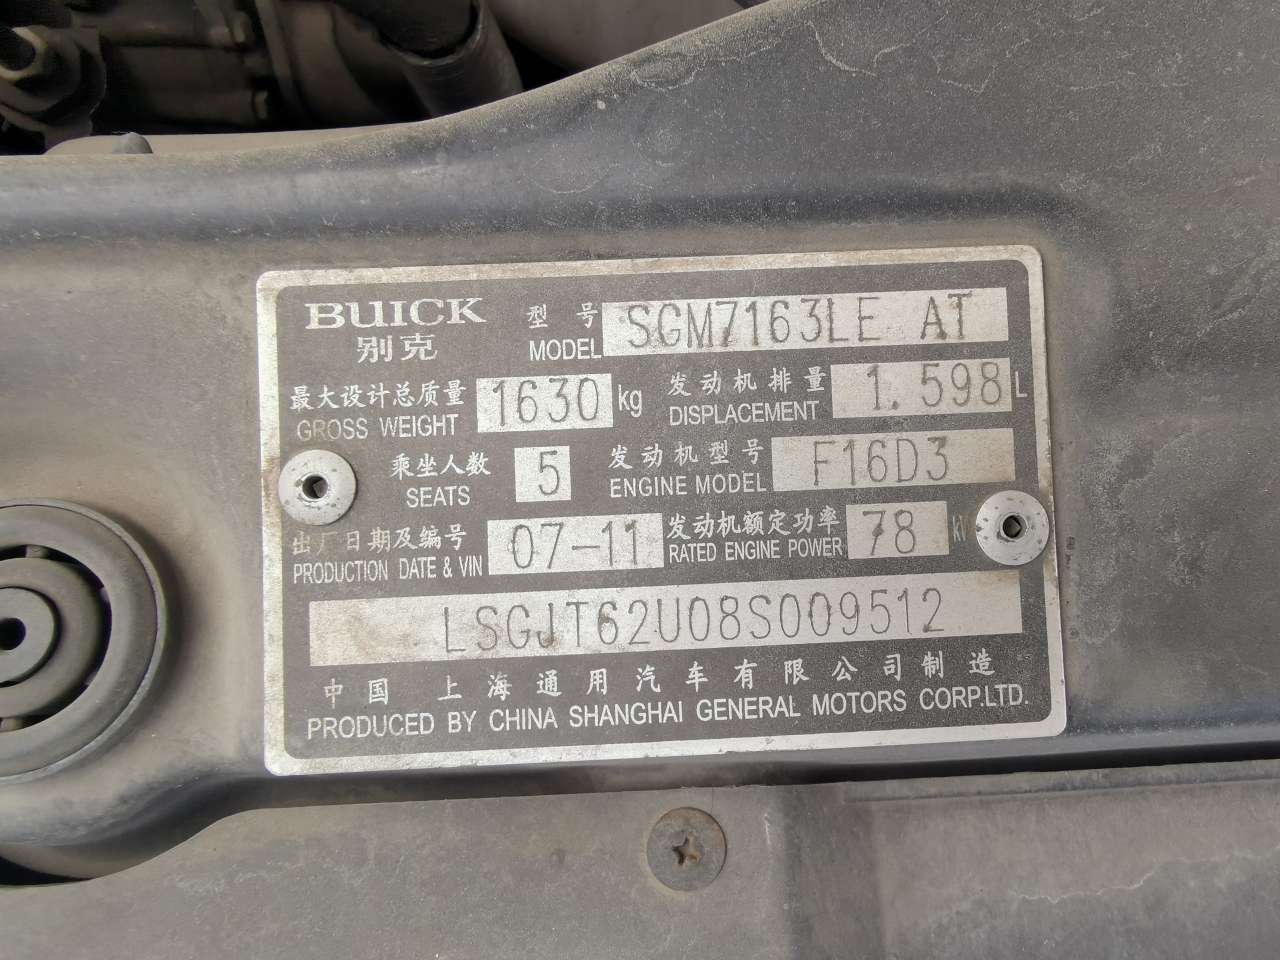 BUICK 型号 SGM7163LE AT
别克 MODEL
最大设计总质量 1630 kg 发动机排量 1.598 L
GROSS WEIGHT DISPLACEMENT
乘坐人数 5 发动机型号 F16D3
SEATS ENGINE MODEL
出厂日期及编号 07-11 发动机额定功率 78
PRODUCTION DATE & VIN RATED ENGINE POWER
LSGJT62U08S009512
中国 上海通用汽车有限公司制造
PRODUCED BY CHINA SHANGHAI GENERAL MOTORS CORP.LTD.